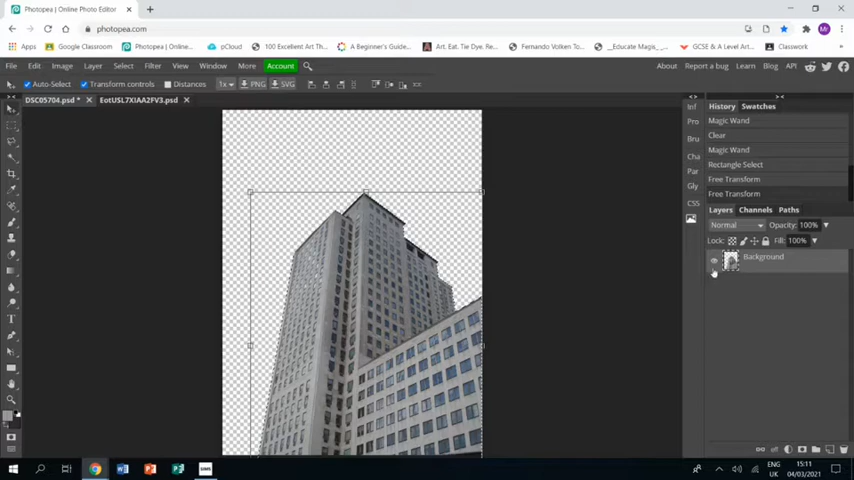 Photopea | Online Photo Editor
photopea.com
Apps Google Classroom Photopea | Online... pCloud 100 Excellent Art Th... A Beginner's Guide... Art. Eat. Tie Dye. Re... Fernando Volken To... __Educate Magis_... GCSE & A Level Art... Classwork
File Edit Image Layer Select Filter View Window More Account About Report a bug Learn Blog API
Auto-Select Transform controls Distances 1x PNG SVG
DSC05704.psd * EotUSL7XIAA2FV3.psd
History Swatches
Inf
Pro
Bru
Cha
Par
Gly
CSS
Magic Wand
Clear
Magic Wand
Rectangle Select
Free Transform
Free Transform
Layers Channels Paths
Normal Opacity: 100%
Lock: Fill: 100%
Background
ENG
UK
15:11
04/03/2021